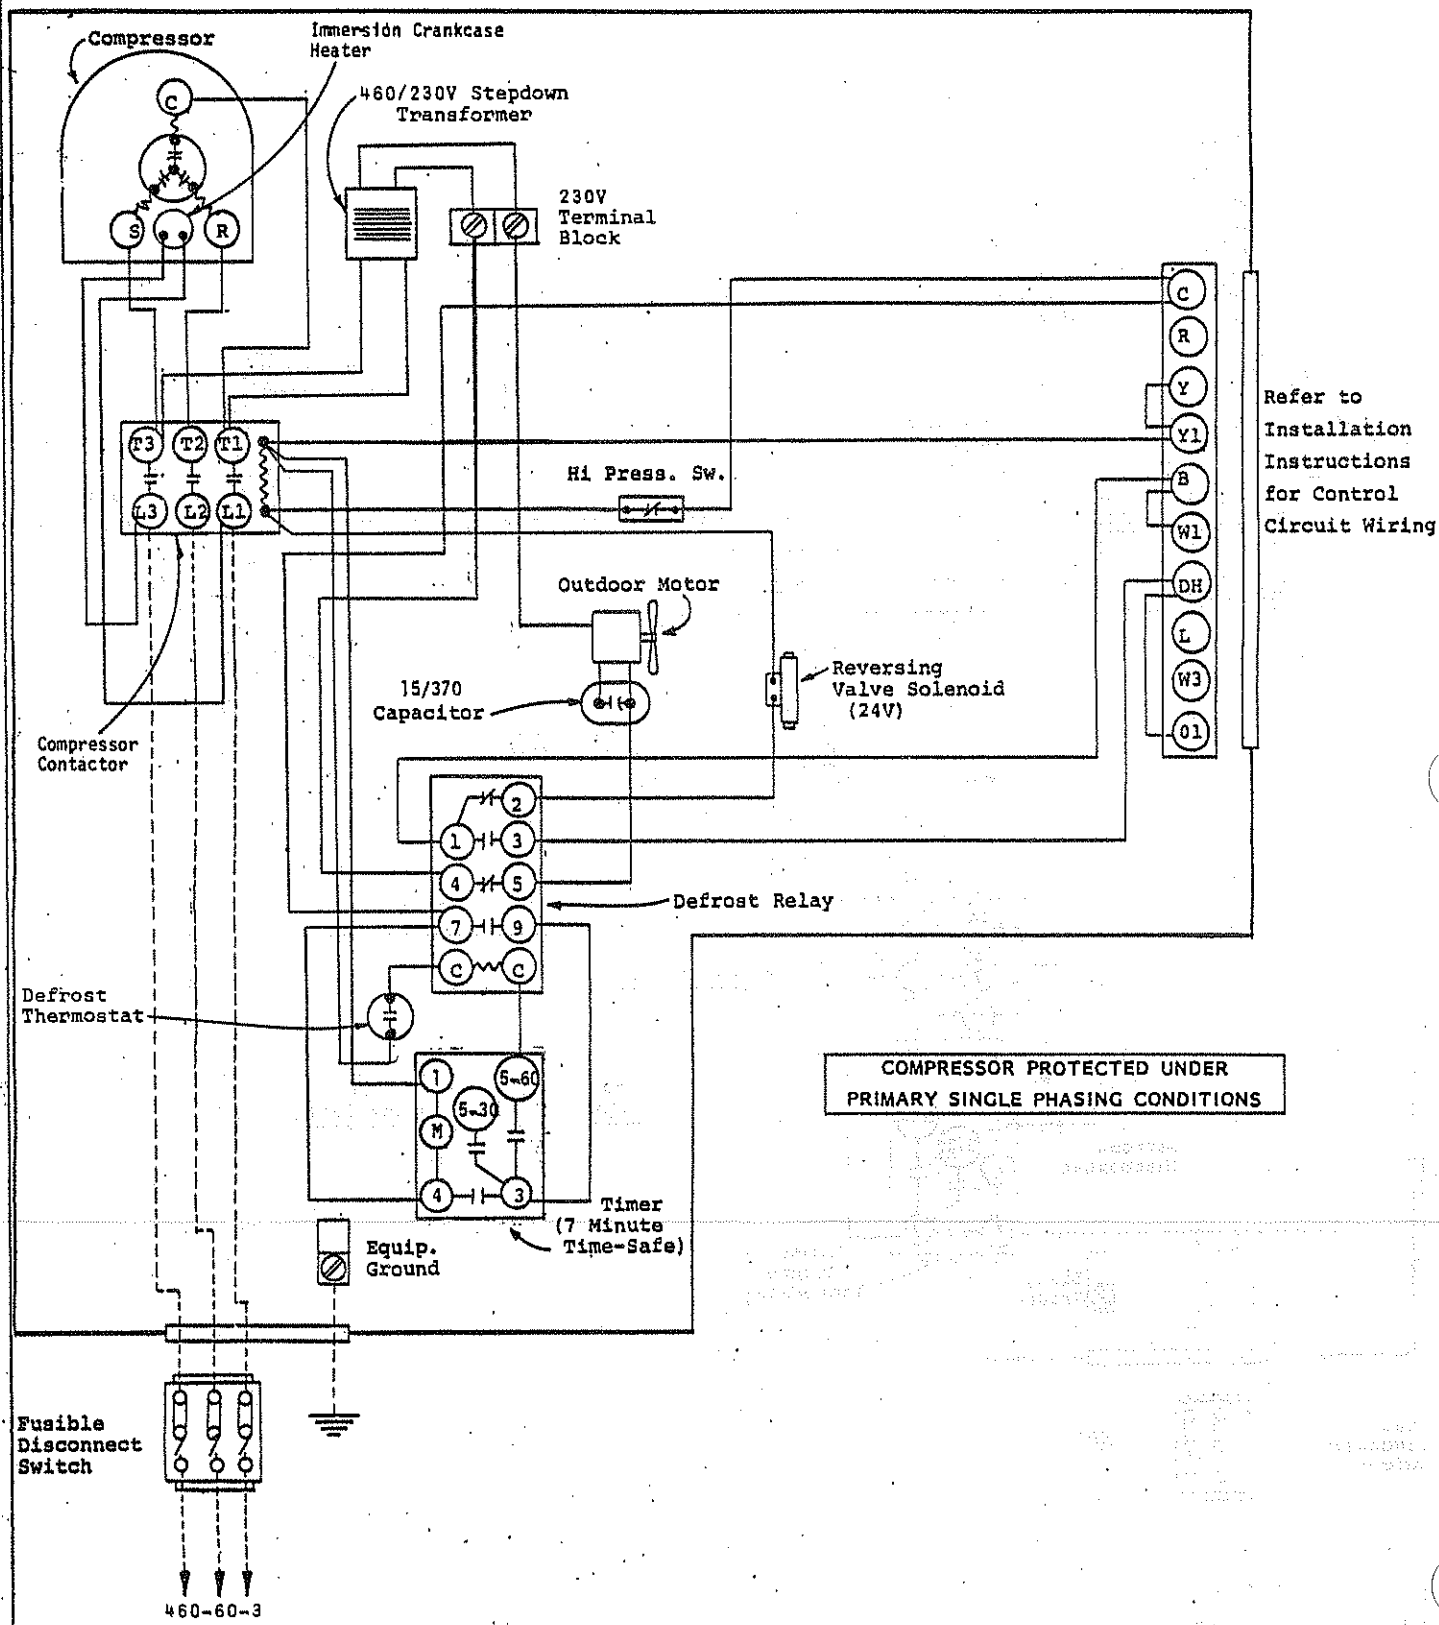 Compressor
Immersion Crankcase
Heater
460/230V Stepdown
Transformer
C
S
R
230V
Terminal
Block
C
R
Y
Y1
B
W1
DH
L
W3
O1
Refer to
Installation
Instructions
for Control
Circuit Wiring
T3
T2
T1
L3
L2
L1
Hi Press. Sw.
Outdoor Motor
15/370
Capacitor
Reversing
Valve Solenoid
(24V)
Compressor
Contactor
2
1
3
4
5
7
9
C
C
Defrost Relay
Defrost
Thermostat
1
5-60
5-30
M
4
3
COMPRESSOR PROTECTED UNDER
PRIMARY SINGLE PHASING CONDITIONS
Timer
(7 Minute
Time-Safe)
Equip.
Ground
Fusible
Disconnect
Switch
460-60-3